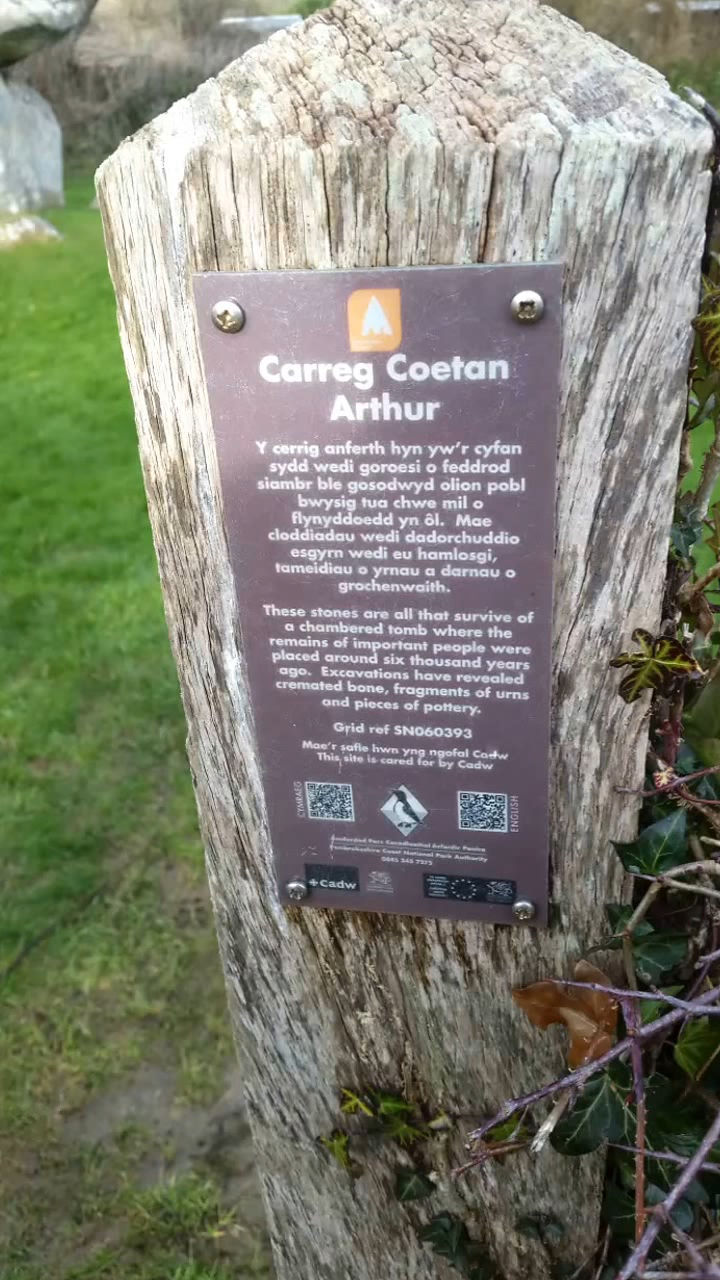 Carreg Coetan
Arthur
Y cerrig anferth hyn yw'r cyfan
sydd wedi goroesi o feddrod
siambr ble gosodwyd olion pobl
bwysig tua chwe mil o
flynyddoedd yn ôl. Mae
cloddiadau wedi dadorchuddio
esgyrn wedi eu hamlosgi,
tameidiau o yrnau a darnau o
grochenwaith.
These stones are all that survive of
a chambered tomb where the
remains of important people were
placed around six thousand years
ago. Excavations have revealed
cremated bone, fragments of urns
and pieces of pottery.
Grid ref SN060393
Mae'r safle hwn yng ngofal Cadw
This site is cared for by Cadw
CYMRAEG
ENGLISH
Awdurdod Parc Cenedlaethol Arfordir Penfro
Pembrokeshire Coast National Park Authority
0845 345 7275
Cadw